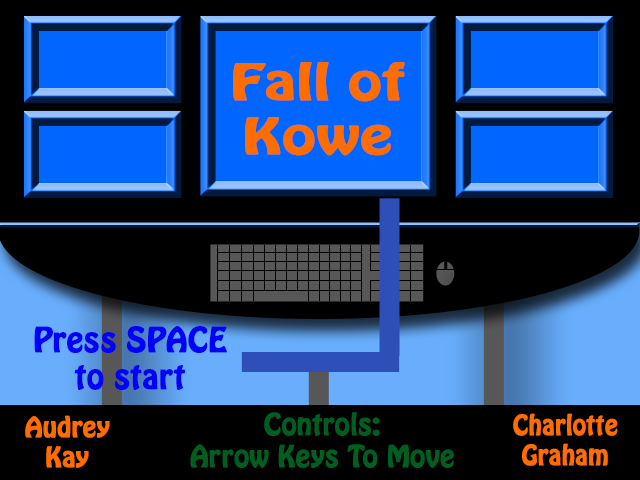 Fall of
Kowe
Press SPACE
to start
Audrey
Kay
Controls:
Arrow Keys To Move
Charlotte
Graham